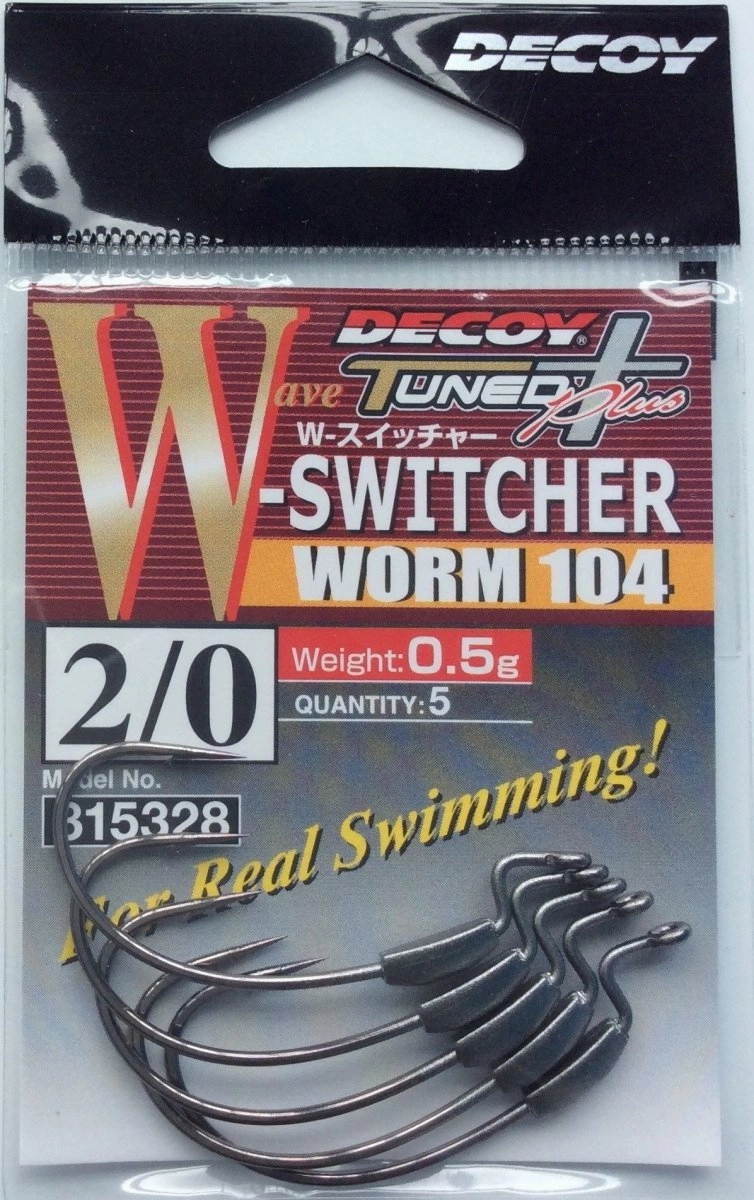 DECOY
DECOY®
Wave TUNED Plus
W-スイッチャー
-SWITCHER
WORM 104
2/0
Weight: 0.5g
QUANTITY: 5
Model No.
815328
For Real Swimming!